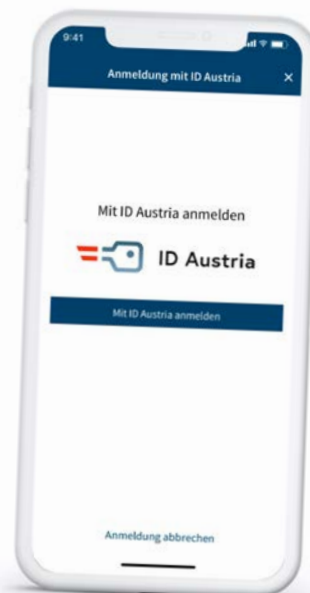 9:41
Anmeldung mit ID Austria ×
Mit ID Austria anmelden
ID Austria
Mit ID Austria anmelden
Anmeldung abbrechen